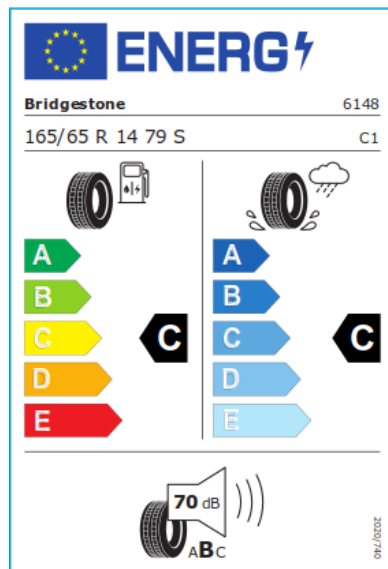 ENERG
Bridgestone 6148
165/65 R 14 79 S C1
A A
B B
C C C C
D D
E E
70 dB
ABC
2020/740